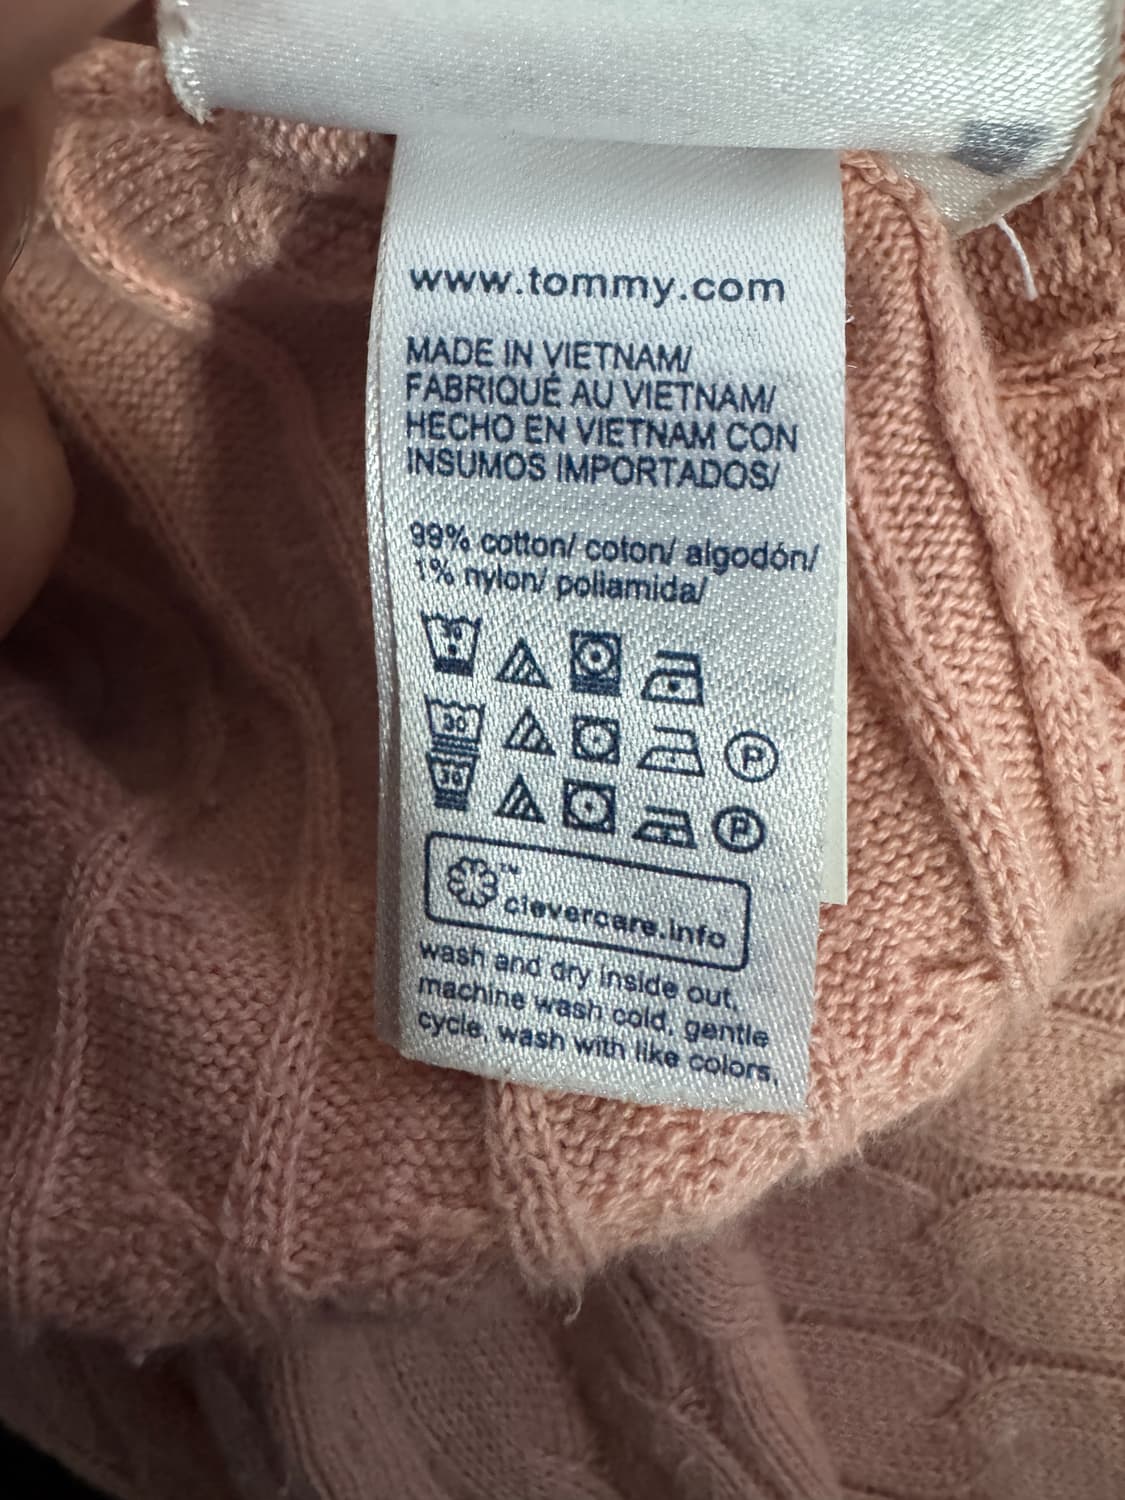 www.tommy.com
MADE IN VIETNAM/
FABRIQUÉ AU VIETNAM/
HECHO EN VIETNAM CON
INSUMOS IMPORTADOS/
99% cotton/ coton/ algodón/
1% nylon/ poliamida/
30
30 P
30 P
™
clevercare.info
wash and dry inside out,
machine wash cold, gentle
cycle, wash with like colors,